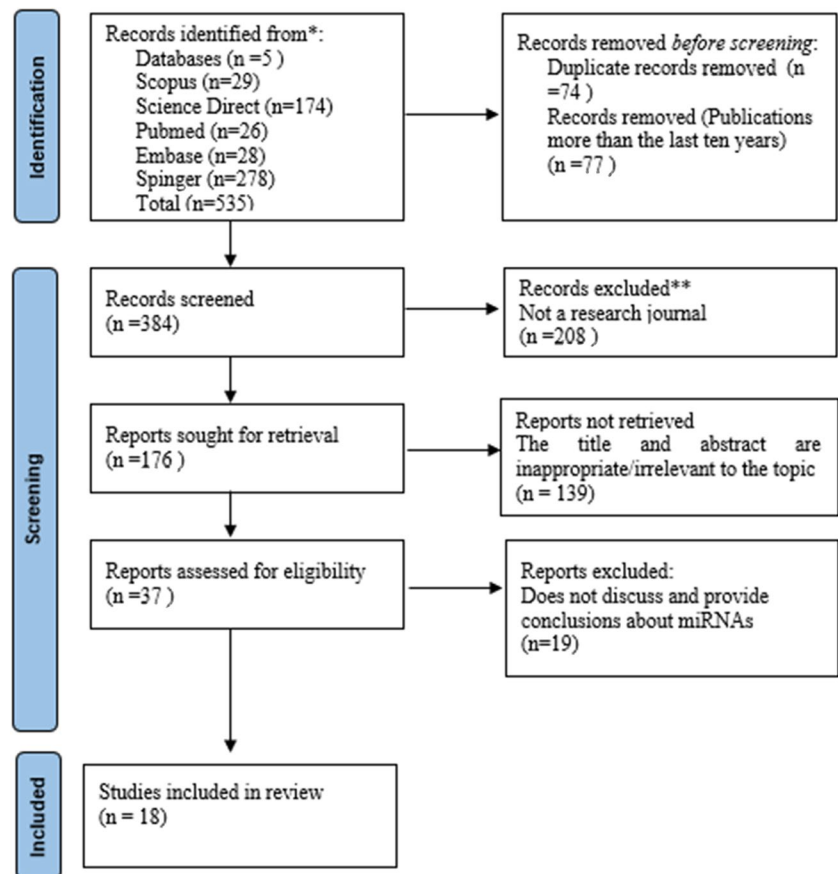 Identification
Records identified from*:
Databases (n =5 )
Scopus (n=29)
Science Direct (n=174)
Pubmed (n=26)
Embase (n=28)
Spinger (n=278)
Total (n=535)
Records removed before screening:
Duplicate records removed (n
=74 )
Records removed (Publications
more than the last ten years)
(n =77 )
Screening
Records screened
(n =384)
Records excluded**
Not a research journal
(n =208 )
Reports sought for retrieval
(n =176 )
Reports not retrieved
The title and abstract are
inappropriate/irrelevant to the topic
(n = 139)
Reports assessed for eligibility
(n =37 )
Reports excluded:
Does not discuss and provide
conclusions about miRNAs
(n=19)
Included
Studies included in review
(n = 18)